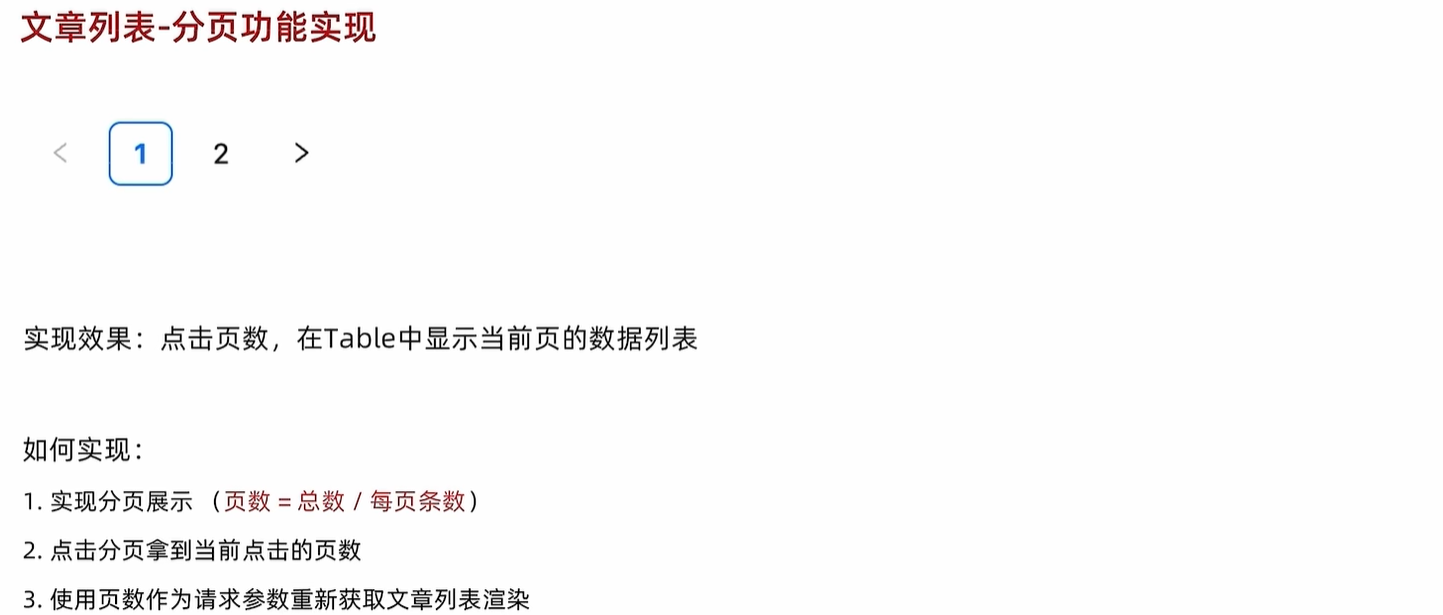 文章列表-分页功能实现
< 1 2 >
实现效果：点击页数，在Table中显示当前页的数据列表
如何实现：
1. 实现分页展示 （页数 = 总数 / 每页条数）
2. 点击分页拿到当前点击的页数
3. 使用页数作为请求参数重新获取文章列表渲染